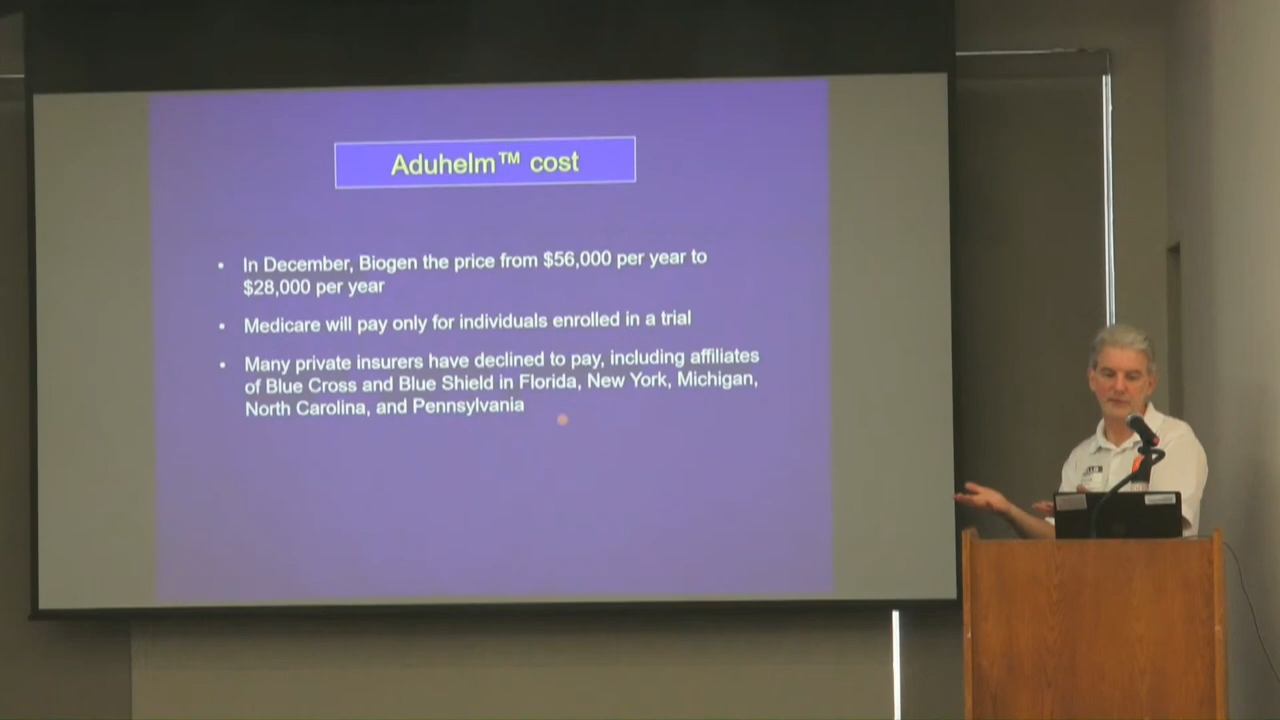 Aduhelm™ cost
• In December, Biogen the price from $56,000 per year to
$28,000 per year
• Medicare will pay only for individuals enrolled in a trial
• Many private insurers have declined to pay, including affiliates
of Blue Cross and Blue Shield in Florida, New York, Michigan,
North Carolina, and Pennsylvania